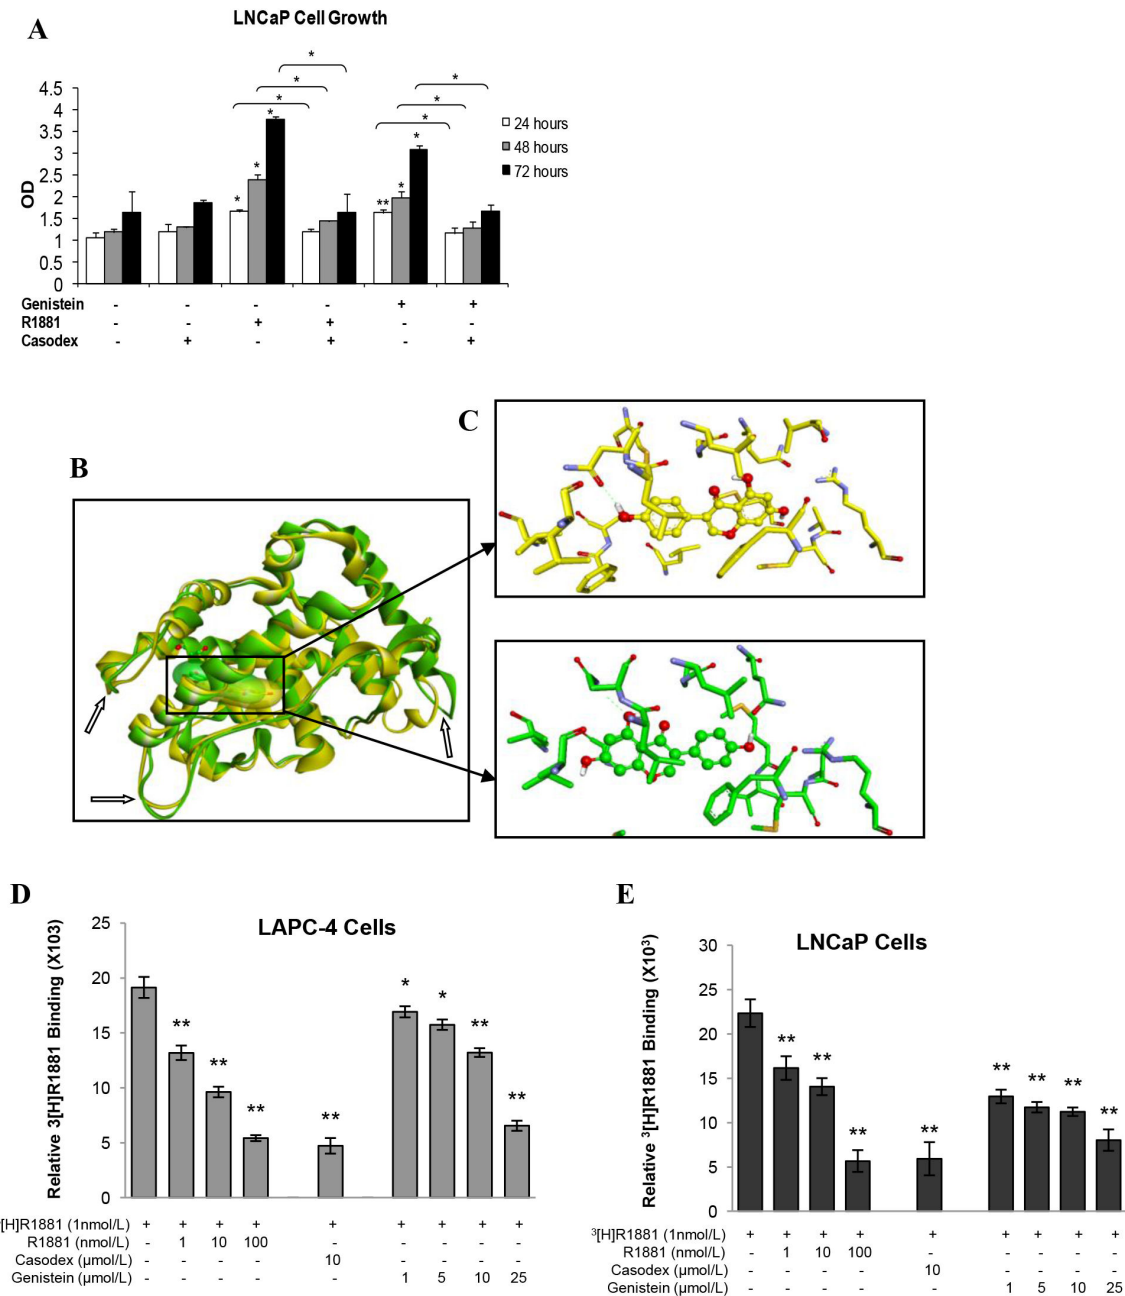 A
LNCaP Cell Growth
*
* *
* * *
4.5
4
3.5
3
2.5
2
1.5
1
0.5
0
OD
* * *
** * *
24 hours
48 hours
72 hours
Genistein - - - - + +
R1881 - - + + - -
Casodex - + - + - +
B
C
D
LAPC-4 Cells
Relative 3[H]R1881 Binding (X103)
25
20
15
10
5
0
** ** ** ** * * ** **
[H]R1881 (1nmol/L) + + + + + + + + +
R1881 (nmol/L) - 1 10 100 - - - - -
Casodex (µmol/L) - - - - 10 - - - -
Genistein (µmol/L) - - - - - 1 5 10 25
E
LNCaP Cells
Relative ³[H]R1881 Binding (X10³)
30
25
20
15
10
5
0
** ** ** ** ** ** ** **
³[H]R1881 (1nmol/L) + + + + + + + + +
R1881 (nmol/L) - 1 10 100 - - - - -
Casodex (µmol/L) - - - - 10 - - - -
Genistein (µmol/L) - - - - - 1 5 10 25